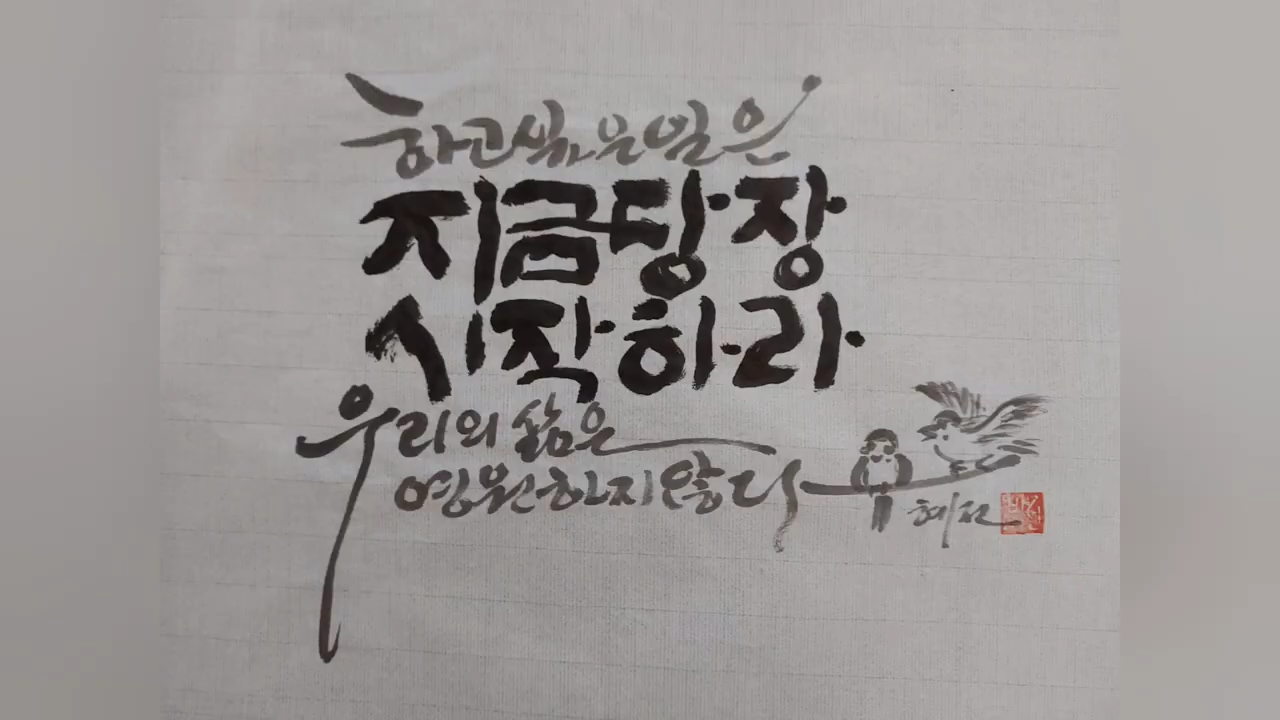 하고싶은일은
지금당장
시작하라
우리의 삶은
영원하지않다